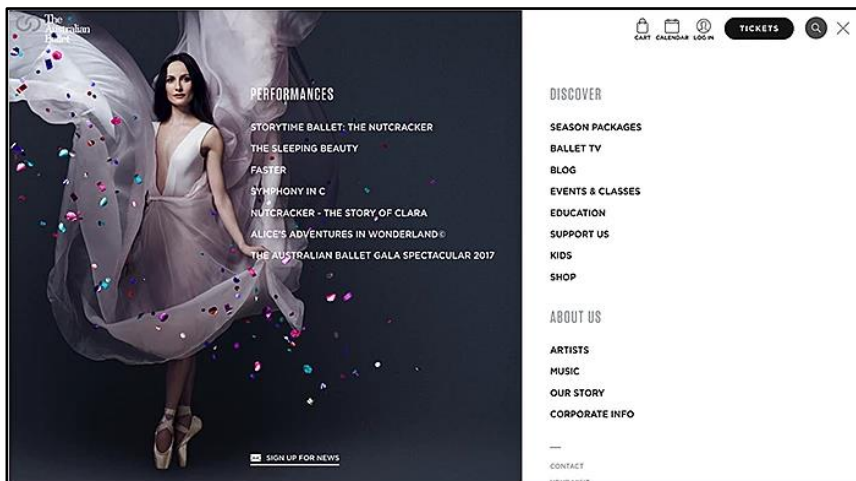 The
Australian
Ballet
CART
CALENDAR
LOG IN
TICKETS
PERFORMANCES
STORYTIME BALLET: THE NUTCRACKER
THE SLEEPING BEAUTY
FASTER
SYMPHONY IN C
NUTCRACKER - THE STORY OF CLARA
ALICE'S ADVENTURES IN WONDERLAND©
THE AUSTRALIAN BALLET GALA SPECTACULAR 2017
SIGN UP FOR NEWS
DISCOVER
SEASON PACKAGES
BALLET TV
BLOG
EVENTS & CLASSES
EDUCATION
SUPPORT US
KIDS
SHOP
ABOUT US
ARTISTS
MUSIC
OUR STORY
CORPORATE INFO
CONTACT